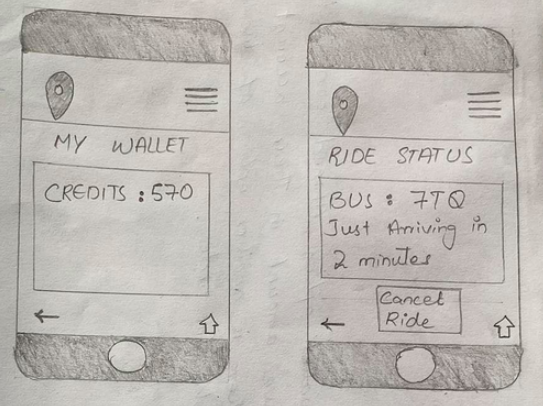 MY WALLET
CREDITS : 570
RIDE STATUS
BUS : 7TQ
Just Arriving in
2 minutes
Cancel
Ride